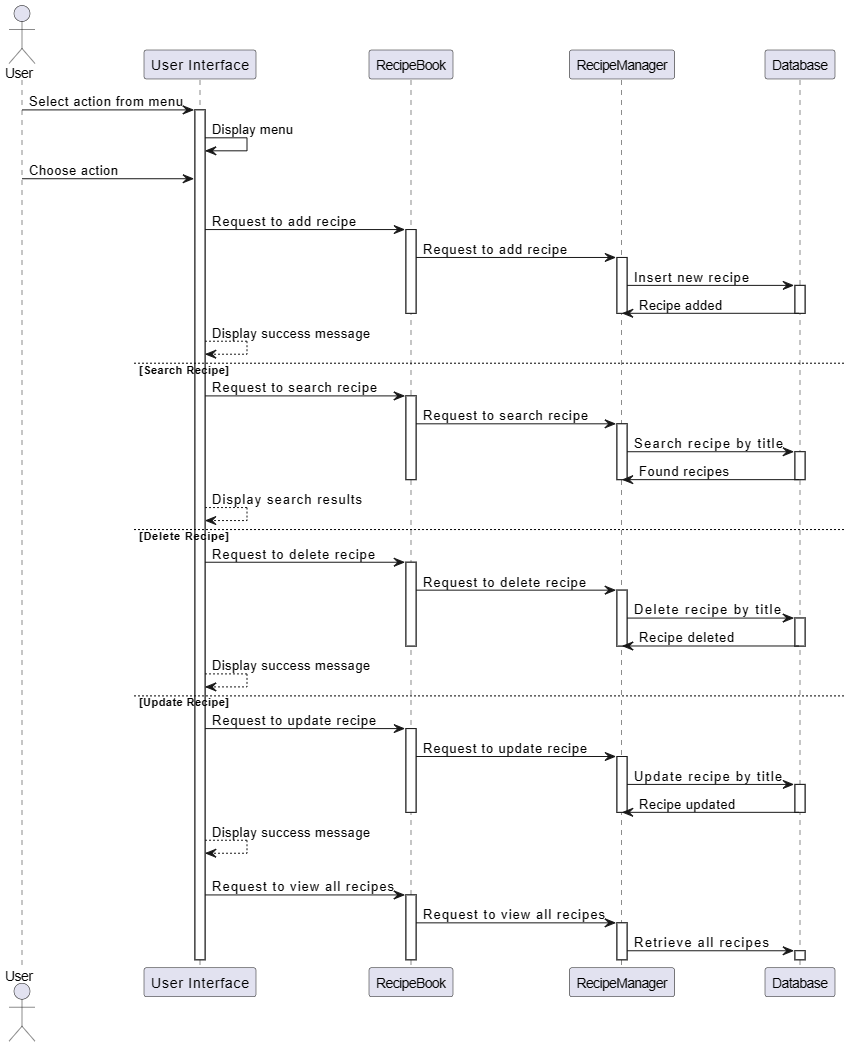 User
User Interface
RecipeBook
RecipeManager
Database
Select action from menu
Display menu
Choose action
Request to add recipe
Request to add recipe
Insert new recipe
Recipe added
Display success message
[Search Recipe]
Request to search recipe
Request to search recipe
Search recipe by title
Found recipes
Display search results
[Delete Recipe]
Request to delete recipe
Request to delete recipe
Delete recipe by title
Recipe deleted
Display success message
[Update Recipe]
Request to update recipe
Request to update recipe
Update recipe by title
Recipe updated
Display success message
Request to view all recipes
Request to view all recipes
Retrieve all recipes
User
User Interface
RecipeBook
RecipeManager
Database